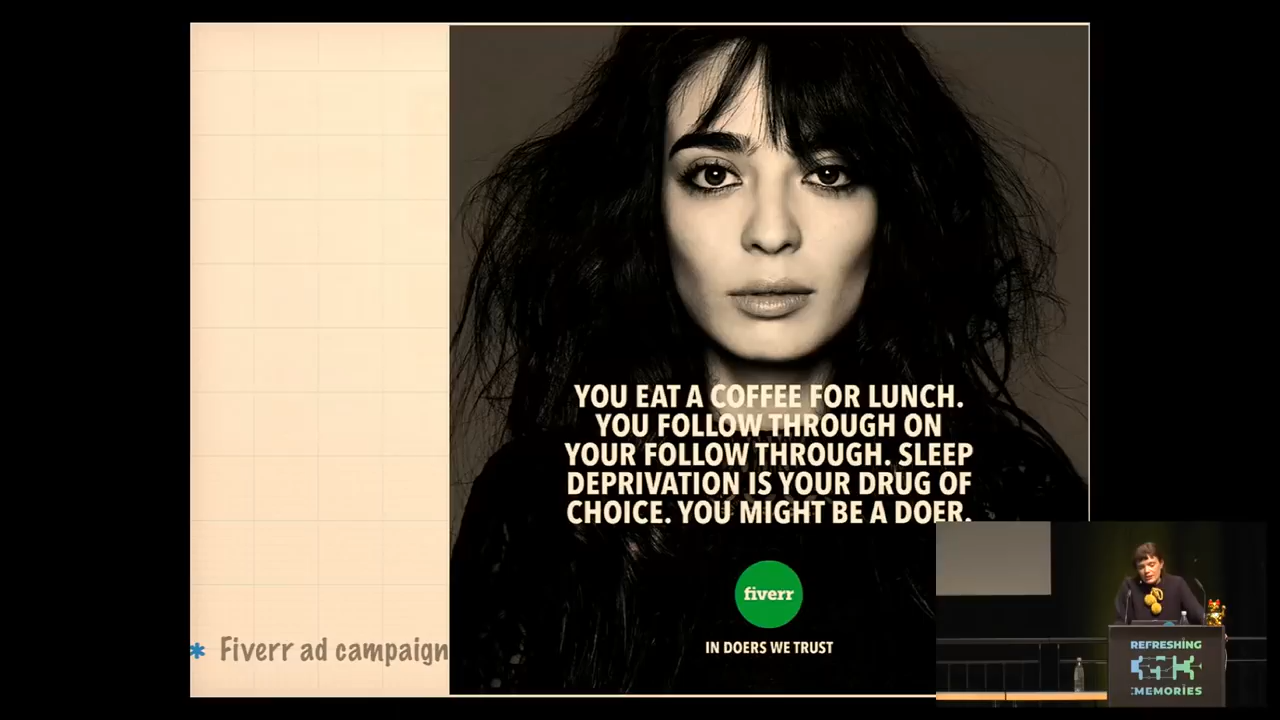 YOU EAT A COFFEE FOR LUNCH.
YOU FOLLOW THROUGH ON
YOUR FOLLOW THROUGH. SLEEP
DEPRIVATION IS YOUR DRUG OF
CHOICE. YOU MIGHT BE A DOER.
fiverr
IN DOERS WE TRUST
* Fiverr ad campaign
REFRESHING
:MEMORIES